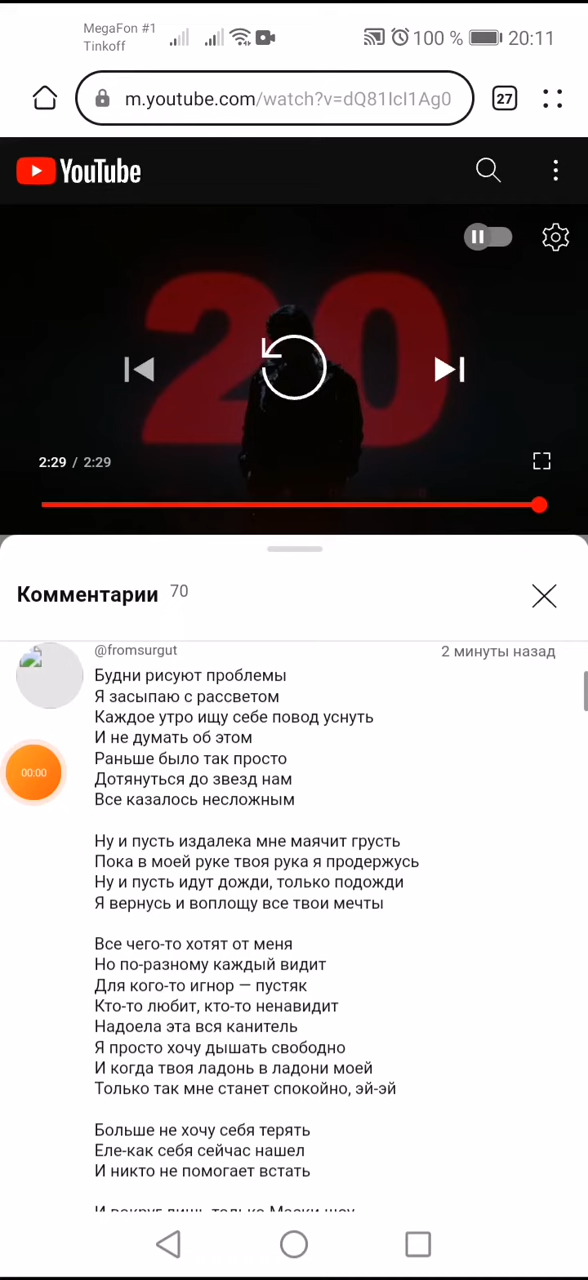 MegaFon #1
Tinkoff
100 %
20:11
m.youtube.com/watch?v=dQ81IcI1Ag0
27
YouTube
20
2:29 / 2:29
Комментарии 70
@fromsurgut
2 минуты назад
Будни рисуют проблемы
Я засыпаю с рассветом
Каждое утро ищу себе повод уснуть
И не думать об этом
Раньше было так просто
Дотянуться до звезд нам
Все казалось несложным
00:00
Ну и пусть издалека мне маячит грусть
Пока в моей руке твоя рука я продержусь
Ну и пусть идут дожди, только подожди
Я вернусь и воплощу все твои мечты
Все чего-то хотят от меня
Но по-разному каждый видит
Для кого-то игнор — пустяк
Кто-то любит, кто-то ненавидит
Надоела эта вся канитель
Я просто хочу дышать свободно
И когда твоя ладонь в ладони моей
Только так мне станет спокойно, эй-эй
Больше не хочу себя терять
Еле-как себя сейчас нашел
И никто не помогает встать
И вокруг лишь только Маски-шоу